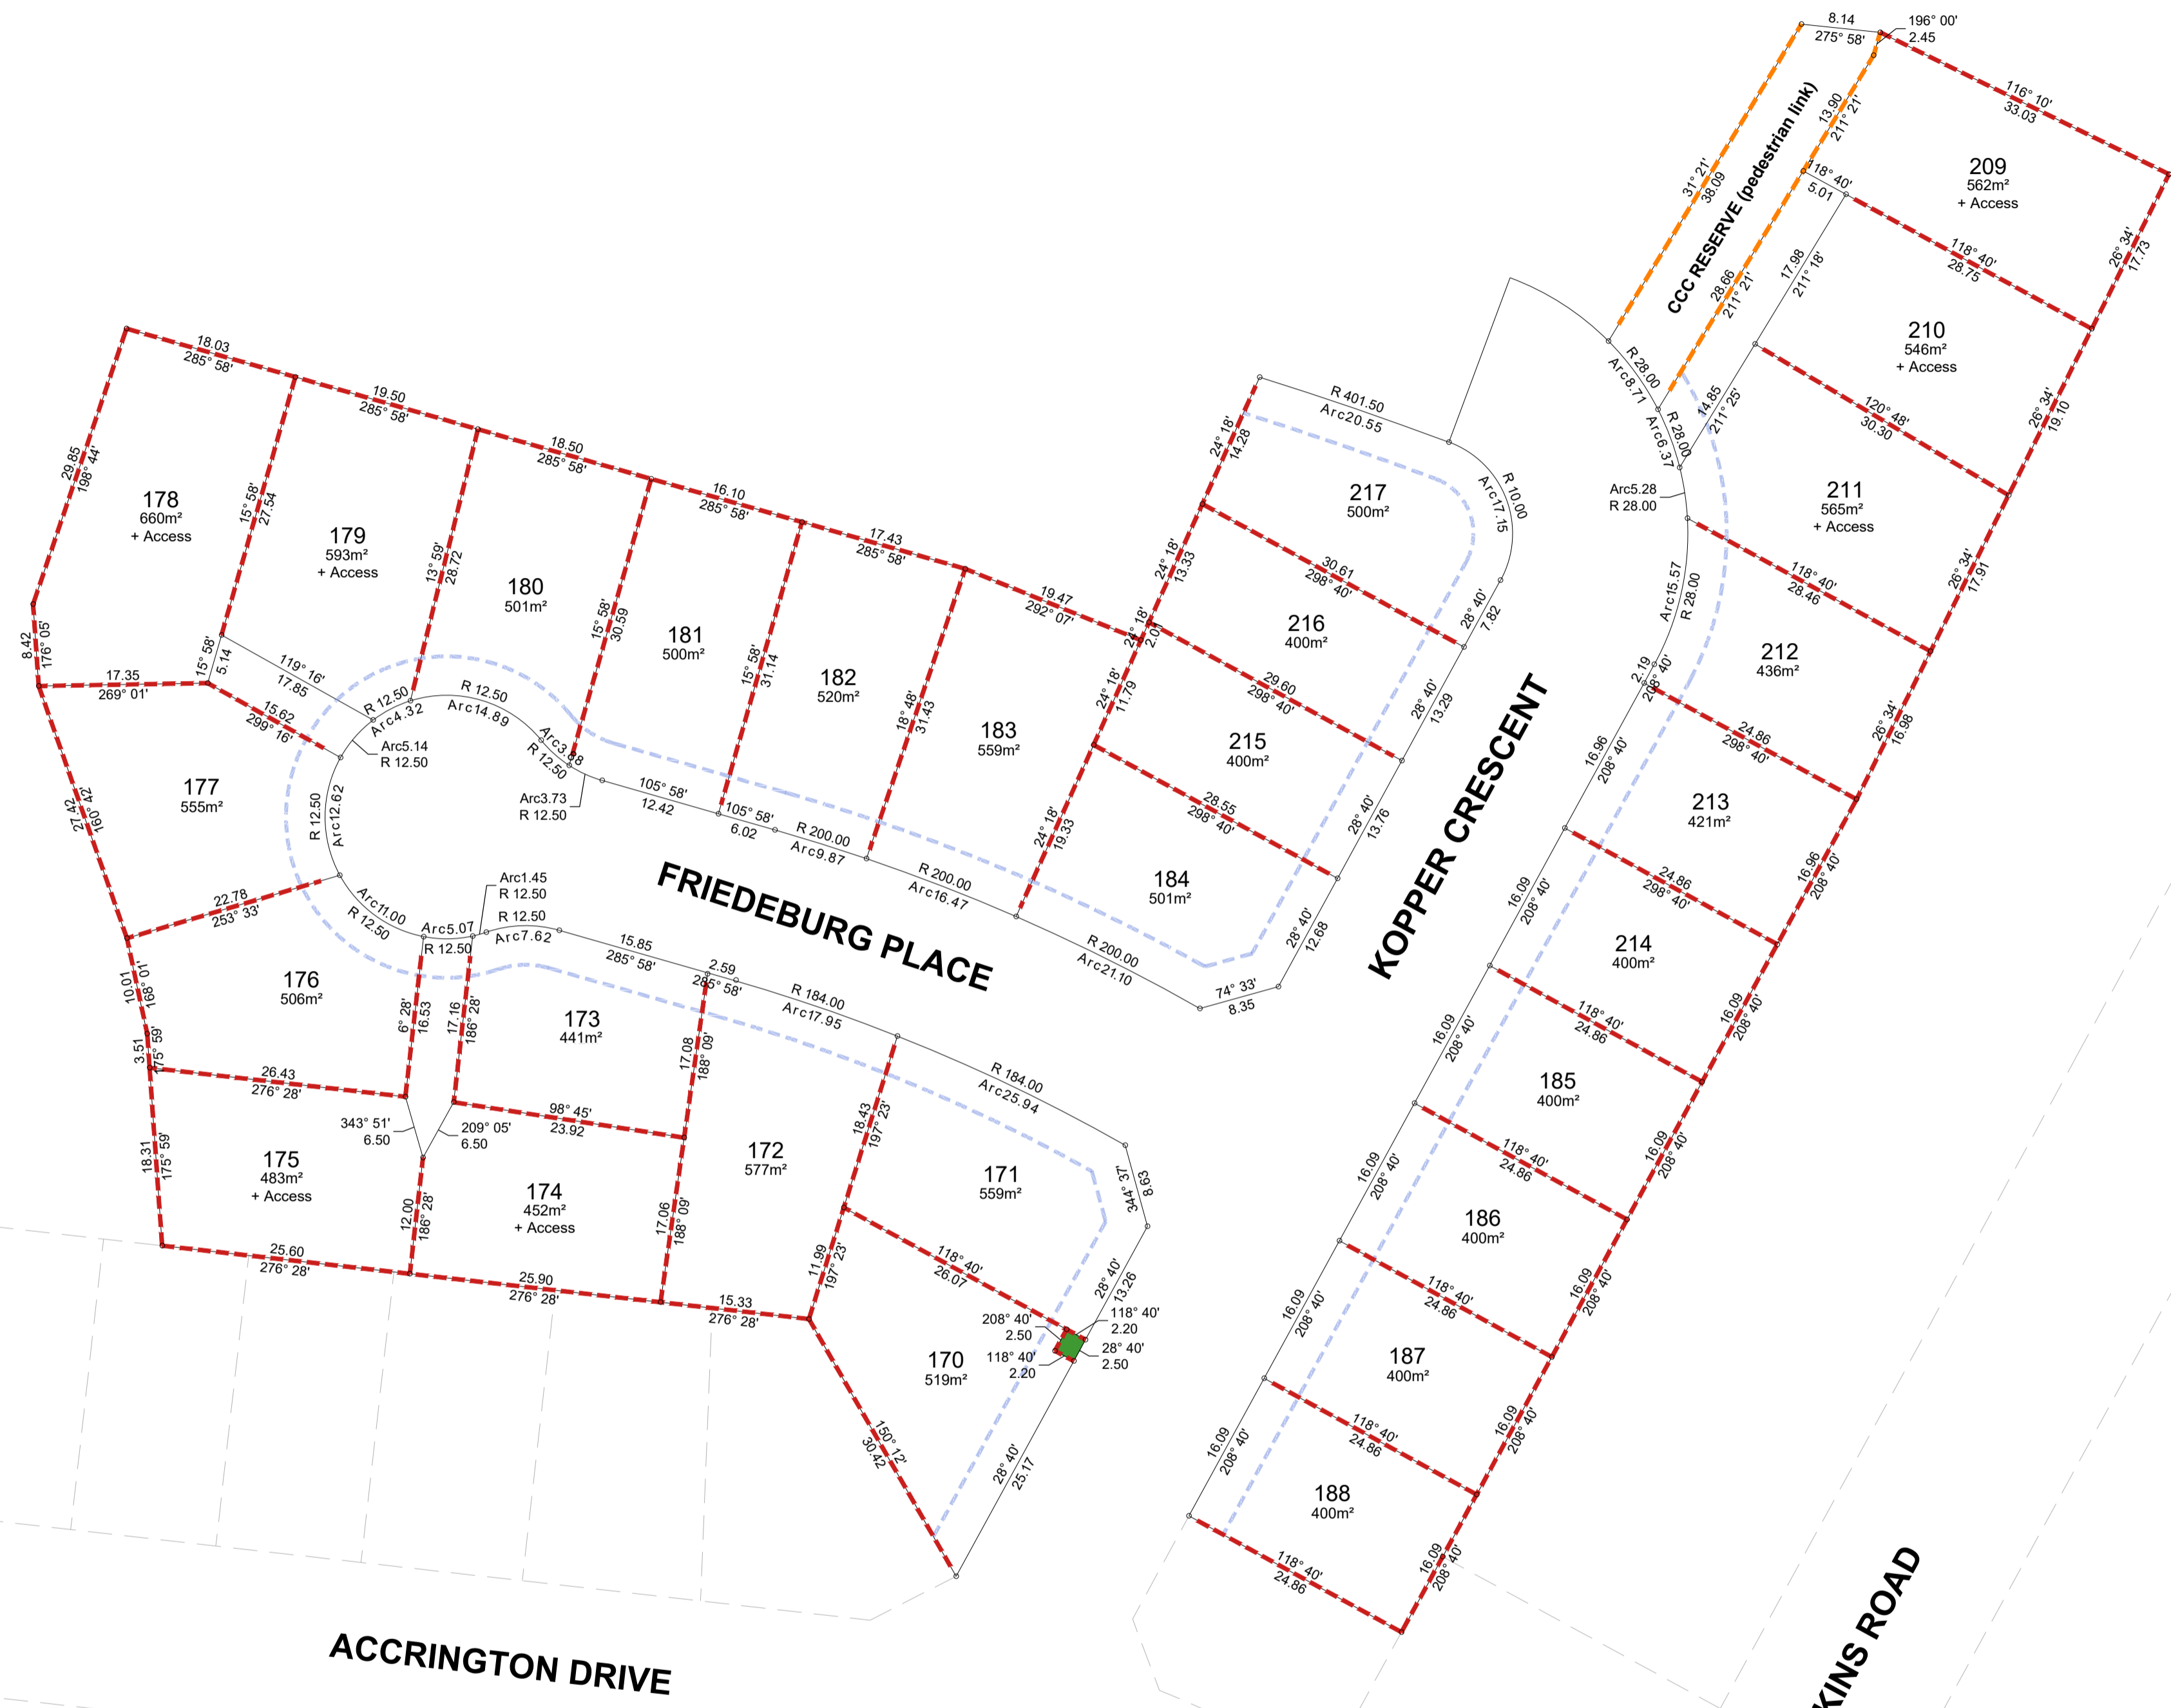 8.14
275° 58'
196° 00'
2.45
116° 10'
33.03
13.90
211° 21'
CCC RESERVE (pedestrian link)
31° 21'
38.09
209
562m²
+ Access
118° 40'
5.01
26° 34'
17.73
118° 40'
28.75
17.98
211° 18'
28.66
211° 21'
210
546m²
+ Access
26° 34'
19.10
R 28.00
Arc8.71
14.85
211° 25'
120° 48'
30.30
R 28.00
Arc6.37
211
565m²
+ Access
Arc5.28
R 28.00
26° 34'
17.91
118° 40'
28.46
Arc15.57
R 28.00
212
436m²
2.19
208° 40'
26° 34'
16.98
24.86
298° 40'
16.96
208° 40'
213
421m²
16.96
208° 40'
24.86
298° 40'
16.09
208° 40'
214
400m²
16.09
208° 40'
118° 40'
24.86
16.09
208° 40'
185
400m²
16.09
208° 40'
118° 40'
24.86
16.09
208° 40'
186
400m²
16.09
208° 40'
118° 40'
24.86
16.09
208° 40'
187
400m²
16.09
208° 40'
118° 40'
24.86
16.09
208° 40'
188
400m²
16.09
208° 40'
118° 40'
24.86
KINS ROAD
KOPPER CRESCENT
R 401.50
Arc20.55
24° 18'
14.28
R 10.00
Arc17.15
217
500m²
30.61
298° 40'
28° 40'
7.82
24° 18'
13.33
216
400m²
24° 18'
2.01
29.60
298° 40'
28° 40'
13.29
24° 18'
11.79
215
400m²
28.55
298° 40'
28° 40'
13.76
24° 18'
19.33
184
501m²
28° 40'
12.68
R 200.00
Arc21.10
74° 33'
8.35
18.03
285° 58'
19.50
285° 58'
18.50
285° 58'
16.10
285° 58'
17.43
285° 58'
19.47
292° 07'
29.85
198° 44'
178
660m²
+ Access
15° 58'
27.54
179
593m²
+ Access
13° 59'
28.72
180
501m²
15° 58'
30.59
181
500m²
15° 58'
31.14
182
520m²
18° 48'
31.43
183
559m²
8.42
176° 05'
17.35
269° 01'
15° 58'
5.14
119° 16'
17.85
15.62
299° 16'
R 12.50
Arc4.32
R 12.50
Arc14.89
Arc3.88
R 12.50
Arc5.14
R 12.50
Arc3.73
R 12.50
105° 58'
12.42
105° 58'
6.02
R 200.00
Arc9.87
R 200.00
Arc16.47
FRIEDEBURG PLACE
177
555m²
27.42
160° 42'
R 12.50
Arc12.62
22.78
253° 33'
Arc11.00
R 12.50
Arc5.07
R 12.50
Arc1.45
R 12.50
R 12.50
Arc7.62
15.85
285° 58'
2.59
285° 58'
R 184.00
Arc17.95
R 184.00
Arc25.94
10.01
168° 01'
176
506m²
6° 28'
16.53
17.16
186° 28'
173
441m²
17.08
188° 09'
3.51
175° 59'
26.43
276° 28'
98° 45'
23.92
343° 51'
6.50
209° 05'
6.50
18.31
175° 59'
175
483m²
+ Access
12.00
186° 28'
174
452m²
+ Access
17.06
188° 09'
172
577m²
18.43
197° 23'
171
559m²
344° 37'
8.63
11.99
197° 23'
118° 40'
26.07
28° 40'
13.26
25.60
276° 28'
25.90
276° 28'
15.33
276° 28'
208° 40'
2.50
118° 40'
2.20
118° 40'
2.20
28° 40'
2.50
170
519m²
150° 12'
30.42
28° 40'
25.17
ACCRINGTON DRIVE